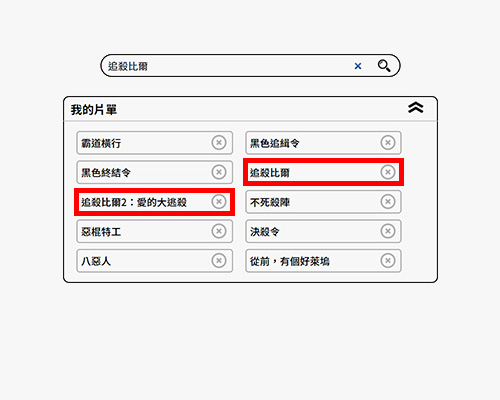 追殺比爾
我的片單
霸道橫行
黑色追緝令
黑色終結令
追殺比爾
追殺比爾2：愛的大逃殺
不死殺陣
惡棍特工
決殺令
八惡人
從前，有個好萊塢